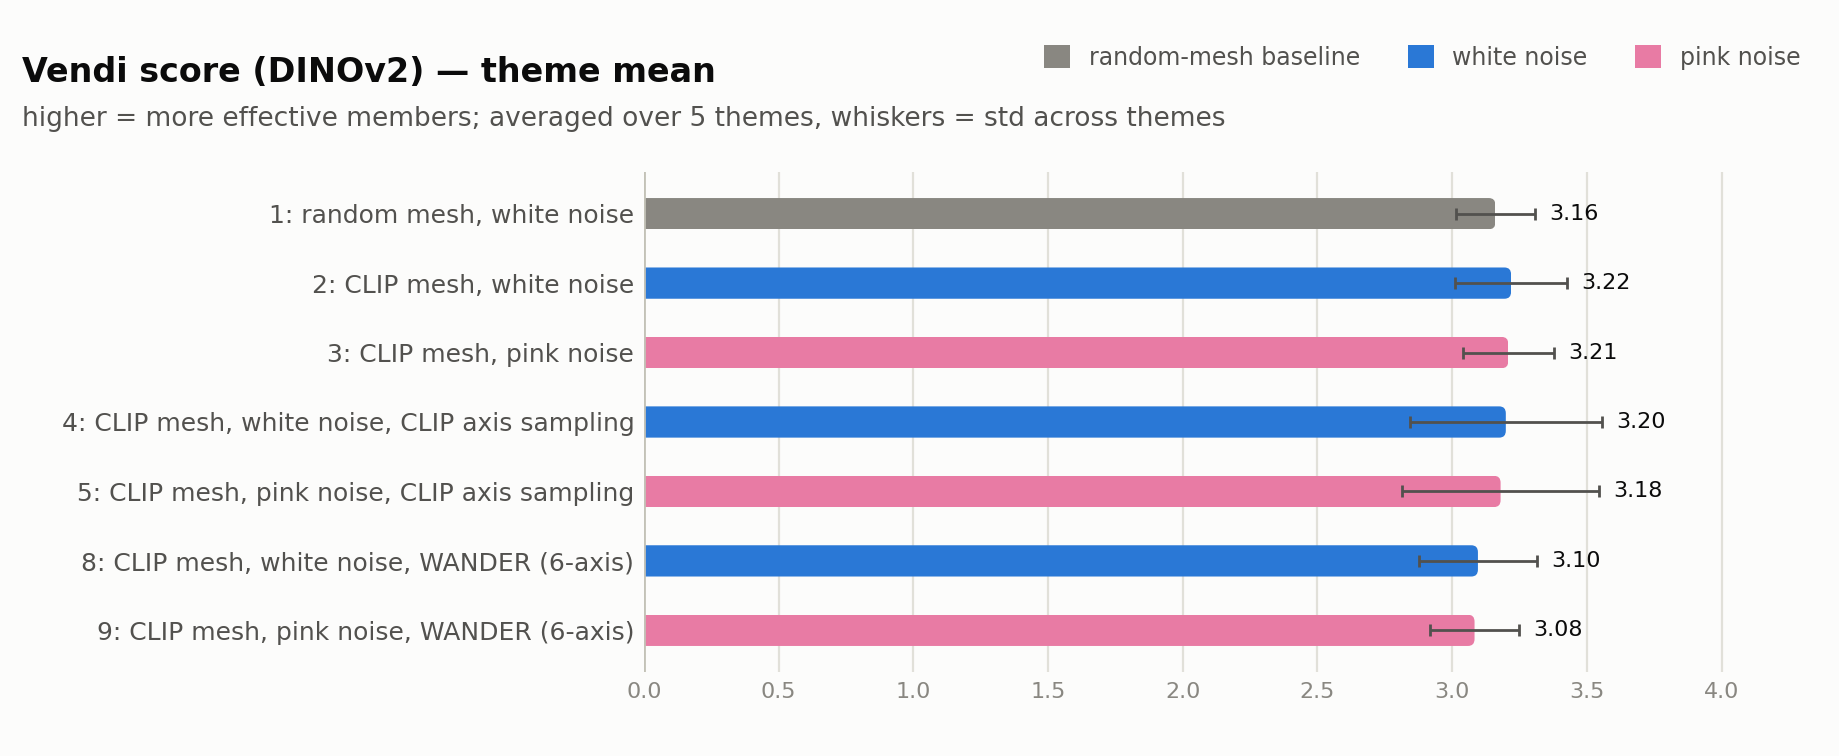 Vendi score (DINOv2) — theme mean
random-mesh baseline
white noise
pink noise
higher = more effective members; averaged over 5 themes, whiskers = std across themes
1: random mesh, white noise
3.16
2: CLIP mesh, white noise
3.22
3: CLIP mesh, pink noise
3.21
4: CLIP mesh, white noise, CLIP axis sampling
3.20
5: CLIP mesh, pink noise, CLIP axis sampling
3.18
8: CLIP mesh, white noise, WANDER (6-axis)
3.10
9: CLIP mesh, pink noise, WANDER (6-axis)
3.08
0.0 0.5 1.0 1.5 2.0 2.5 3.0 3.5 4.0